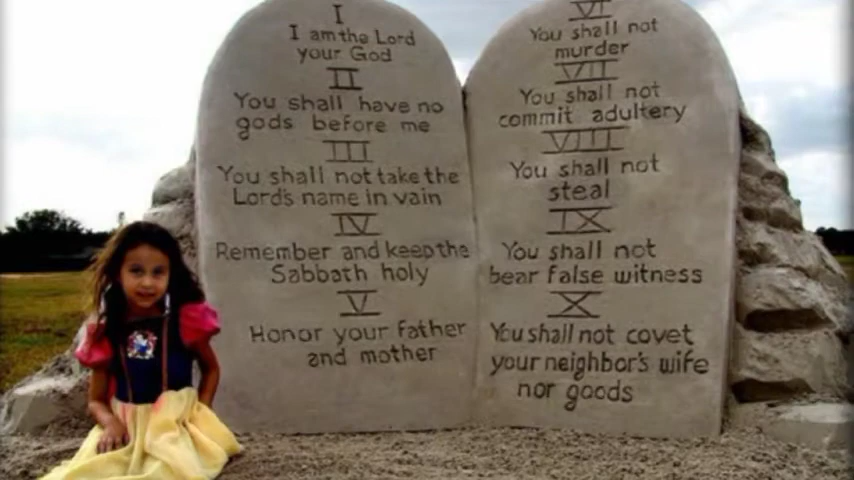 I
I am the Lord
your God
II
You shall have no
gods before me
III
You shall not take the
Lord's name in vain
IV
Remember and keep the
Sabbath holy
V
Honor your father
and mother
VI
You shall not
murder
VII
You shall not
commit adultery
VIII
You shall not
steal
IX
You shall not
bear false witness
X
You shall not covet
your neighbor's wife
nor goods